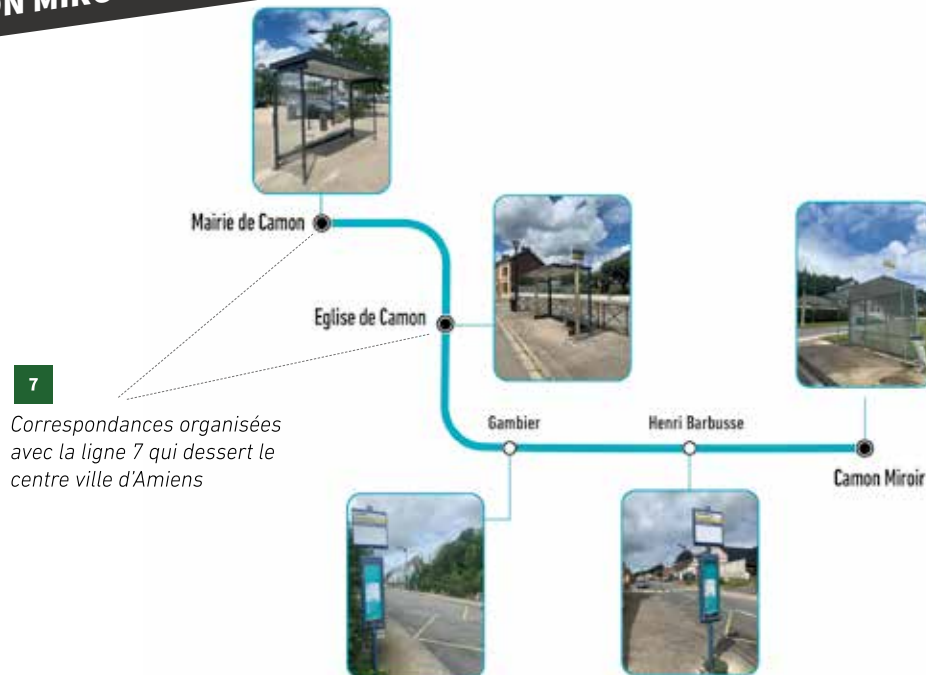 Mairie de Camon
Eglise de Camon
7
Correspondances organisées
avec la ligne 7 qui dessert le
centre ville d'Amiens
Gambier
Henri Barbusse
Camon Miroir